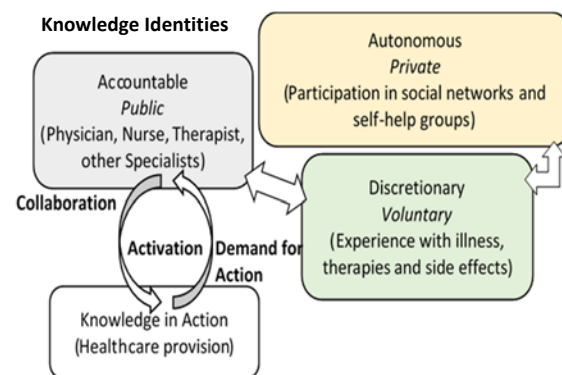 Knowledge Identities
Accountable
Public
(Physician, Nurse, Therapist,
other Specialists)
Autonomous
Private
(Participation in social networks and
self-help groups)
Discretionary
Voluntary
(Experience with illness,
therapies and side effects)
Collaboration
Activation
Demand for
Action
Knowledge in Action
(Healthcare provision)